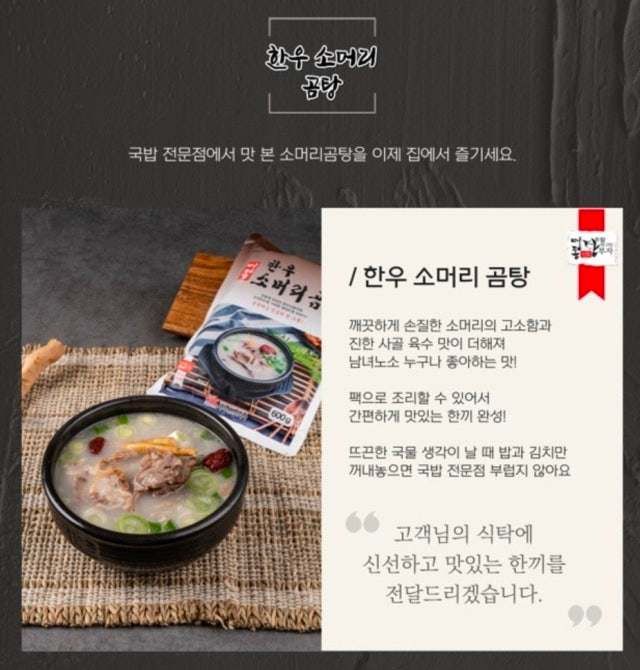 한우 소머리
곰탕
국밥 전문점에서 맛 본 소머리곰탕을 이제 집에서 즐기세요.
한우
소머리 곰
600g
/ 한우 소머리 곰탕
깨끗하게 손질한 소머리의 고소함과
진한 사골 육수 맛이 더해져
남녀노소 누구나 좋아하는 맛!
팩으로 조리할 수 있어서
간편하게 맛있는 한끼 완성!
뜨끈한 국물 생각이 날 때 밥과 김치만
꺼내놓으면 국밥 전문점 부럽지 않아요
“ 고객님의 식탁에
신선하고 맛있는 한끼를
전달드리겠습니다. ”